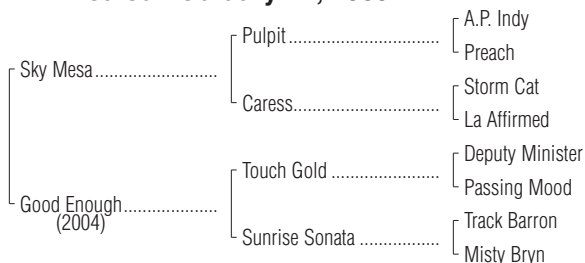 A.P. Indy
Pulpit
Preach
Sky Mesa
Storm Cat
Caress
La Affirmed
Deputy Minister
Touch Gold
Passing Mood
Good Enough
(2004)
Track Barron
Sunrise Sonata
Misty Bryn